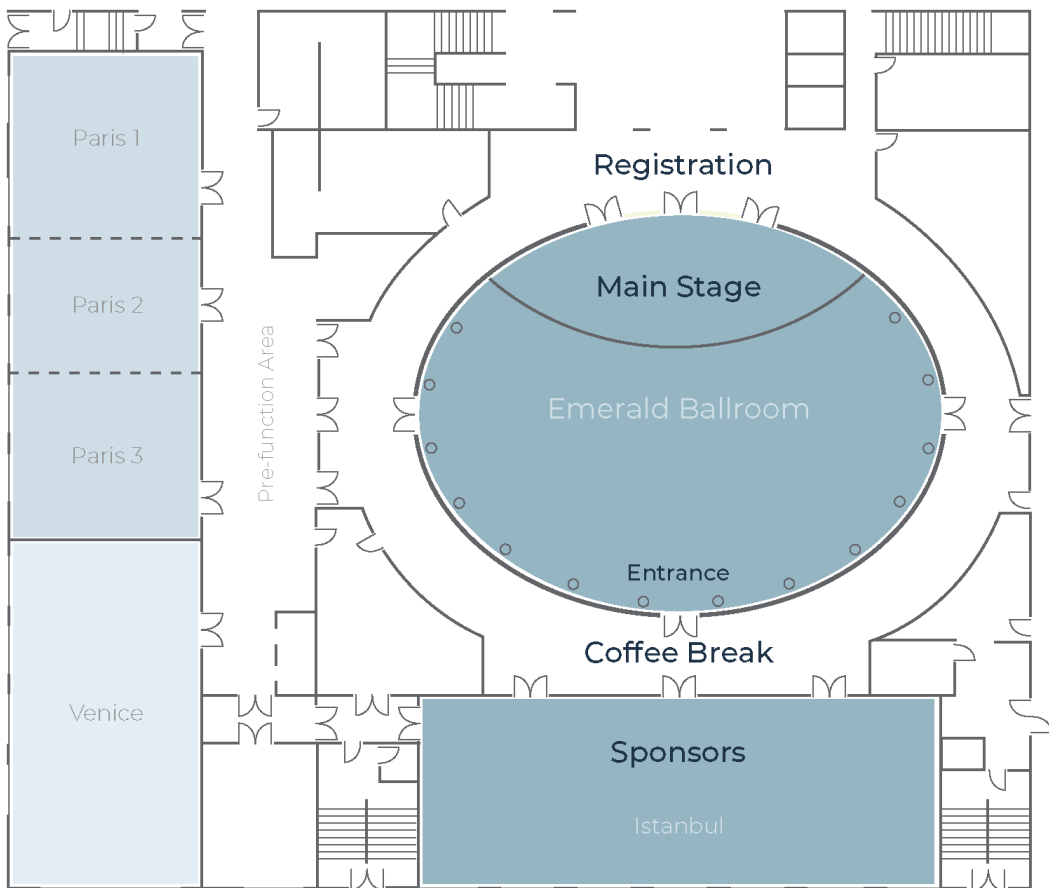 Paris 1
Registration
Main Stage
Paris 2
Pre-function Area
Emerald Ballroom
Paris 3
Entrance
Coffee Break
Venice
Sponsors
Istanbul